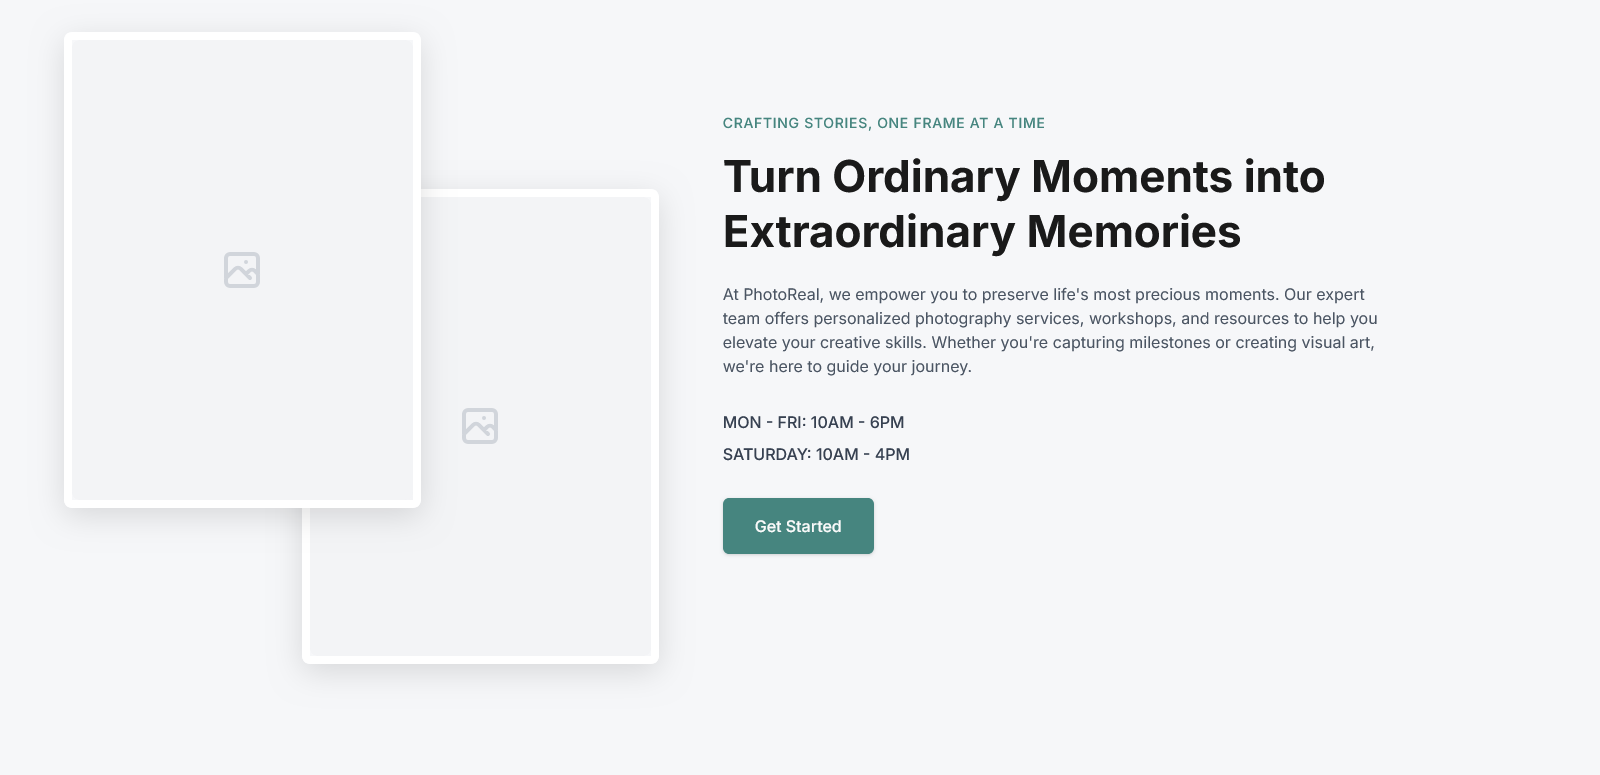 CRAFTING STORIES, ONE FRAME AT A TIME
Turn Ordinary Moments into
Extraordinary Memories
At PhotoReal, we empower you to preserve life's most precious moments. Our expert
team offers personalized photography services, workshops, and resources to help you
elevate your creative skills. Whether you're capturing milestones or creating visual art,
we're here to guide your journey.
MON - FRI: 10AM - 6PM
SATURDAY: 10AM - 4PM
Get Started